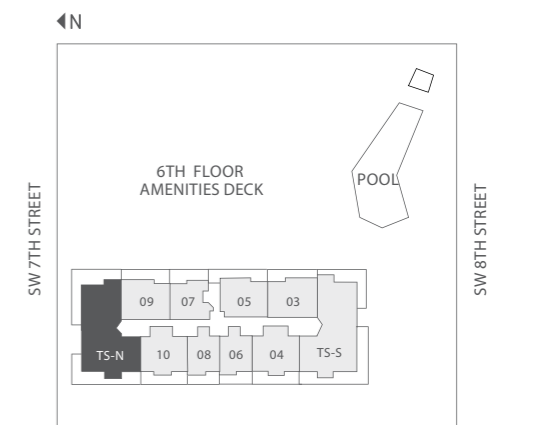 N
6TH FLOOR
AMENITIES DECK
POOL
SW 7TH STREET
SW 8TH STREET
09
07
05
03
TS-N
10
08
06
04
TS-S